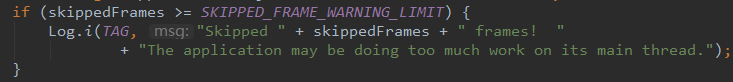 if (skippedFrames >= SKIPPED_FRAME_WARNING_LIMIT) {
Log.i(TAG, msg: "Skipped " + skippedFrames + " frames!  "
+ "The application may be doing too much work on its main thread.");
}